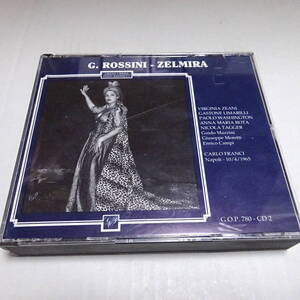 G. ROSSINI - ZELMIRA
VIRGINIA ZEANI
GASTONE LIMARILLI
PAOLO WASHINGTON
ANNA MARIA ROTA
NICOLA TAGGER
Guido Mazzini
Giuseppe Moretti
Enrico Campi
CARLO FRANCI
Napoli - 10/4/1965
G.O.P. 780 - CD 2